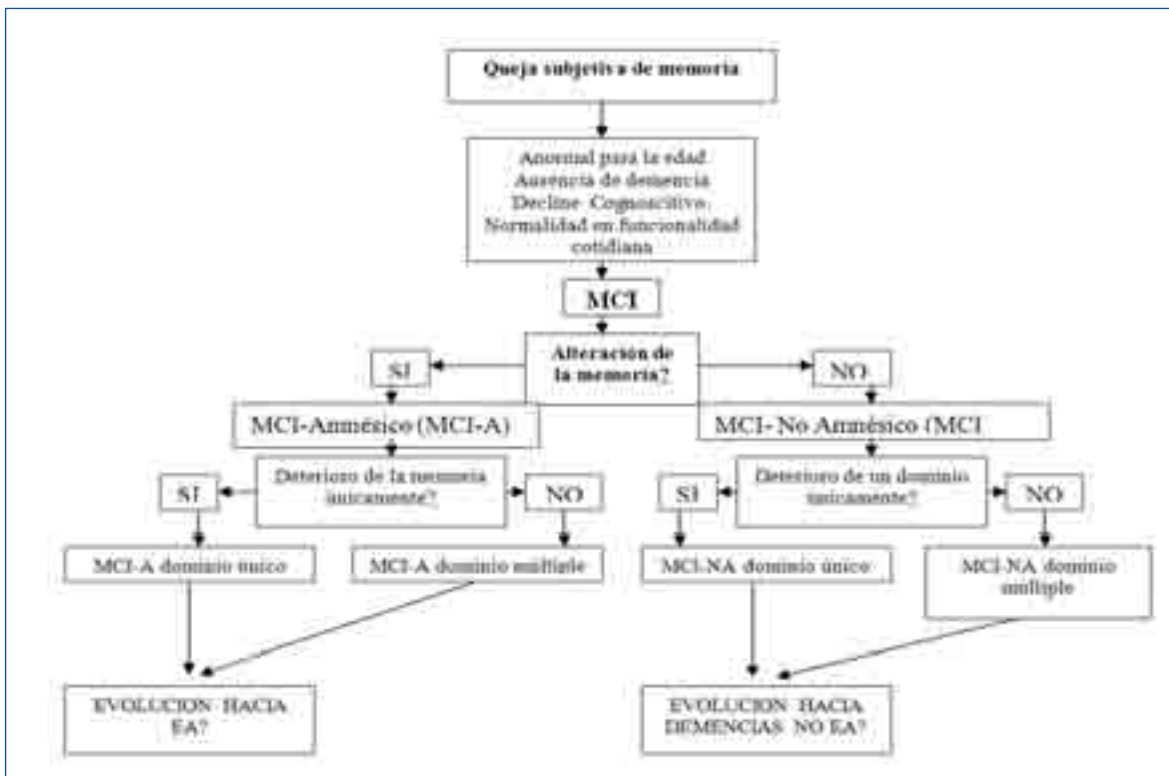 Queja subjetiva de memoria
Anormal para la edad
Ausencia de demencia
Decline Cognoscitivo
Normalidad en funcionalidad
cotidiana
MCI
Alteración de
la memoria?
SI
NO
MCI-Amnésico (MCI-A)
MCI- No Amnésico (MCI
Deterioro de la memoria
únicamente?
SI
NO
Deterioro de un dominio
únicamente?
SI
NO
MCI-A dominio único
MCI-A dominio múltiple
MCI-NA dominio único
MCI-NA dominio
múltiple
EVOLUCION HACIA
EA?
EVOLUCION HACIA
DEMENCIAS NO EA?